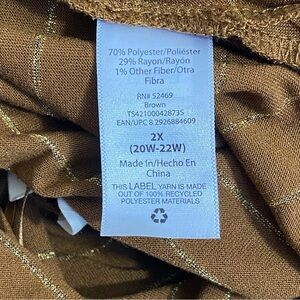 70% Polyester/Poliéster
29% Rayon/Rayón
1% Other Fiber/Otra
Fibra
RN# 52469
Brown
TS42100042873S
EAN/UPC 8 2926884609
2X
(20W-22W)
Made In/Hecho En
China
THIS LABEL YARN IS MADE
OUT OF 100% RECYCLED
POLYESTER MATERIALS